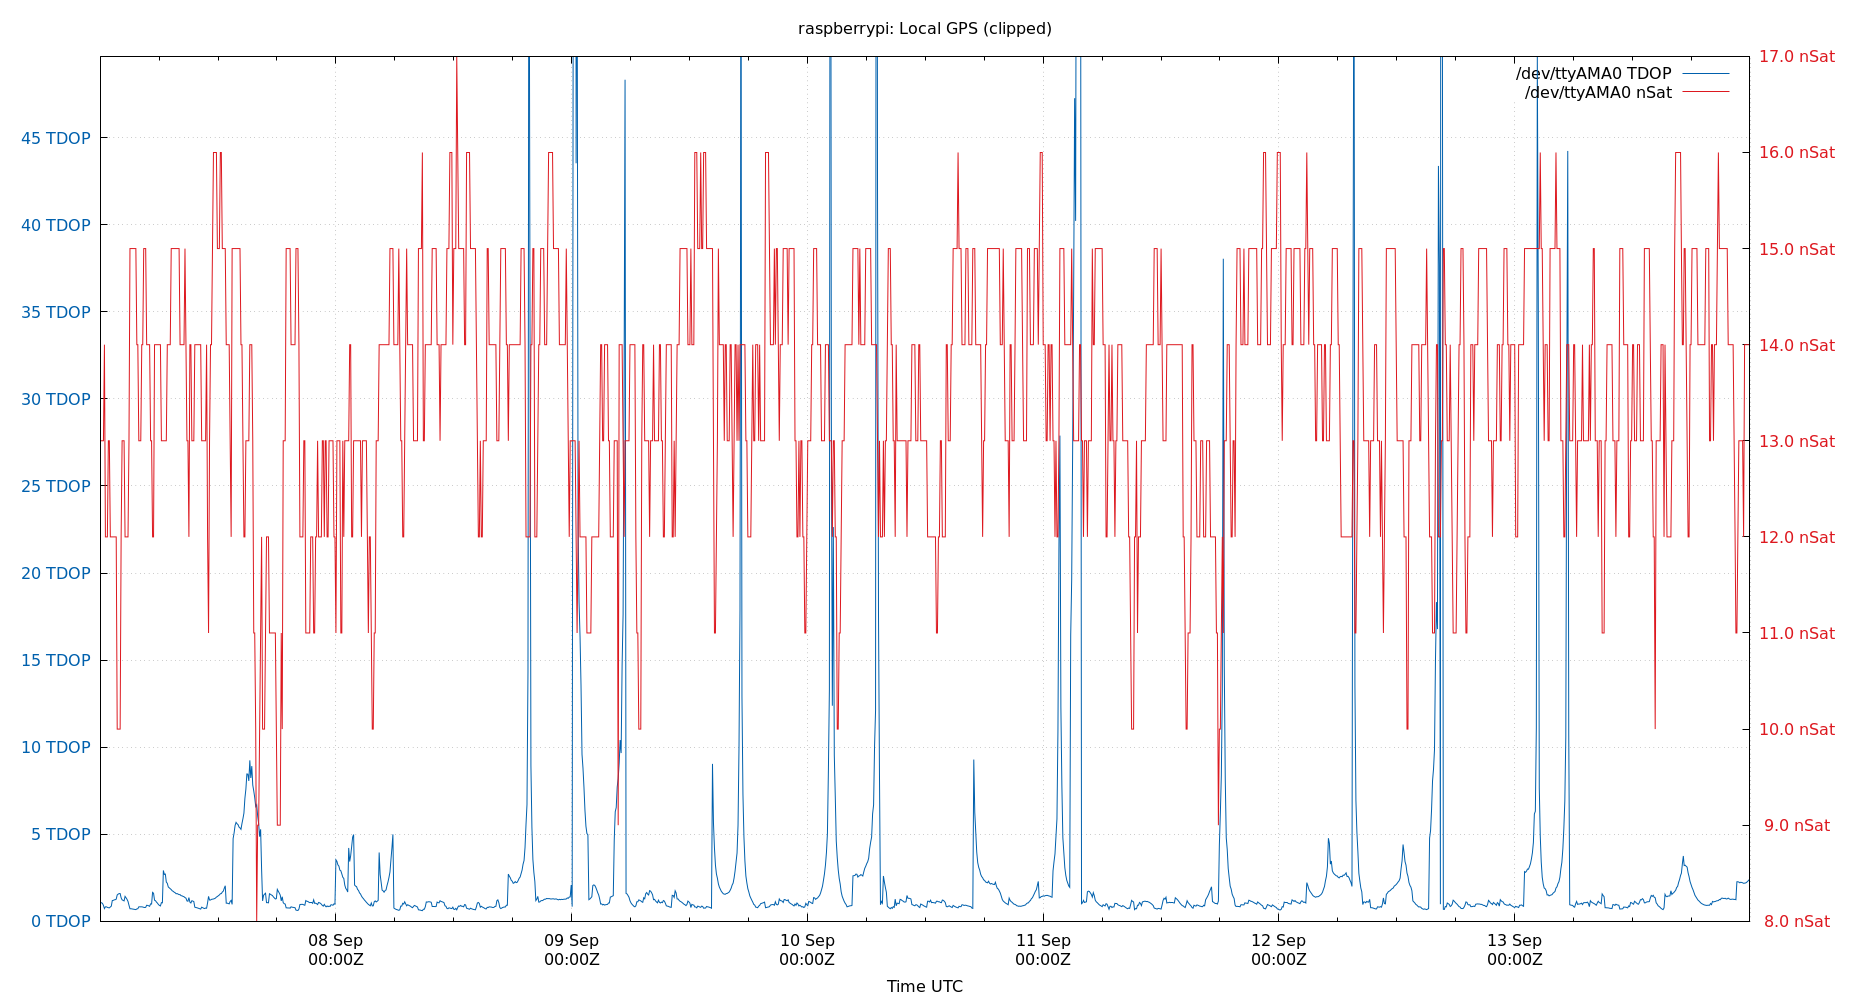 raspberrypi: Local GPS (clipped)
17.0 nSat
/dev/ttyAMA0 TDOP
/dev/ttyAMA0 nSat
45 TDOP
16.0 nSat
40 TDOP
15.0 nSat
35 TDOP
14.0 nSat
30 TDOP
13.0 nSat
25 TDOP
12.0 nSat
20 TDOP
11.0 nSat
15 TDOP
10 TDOP
10.0 nSat
5 TDOP
9.0 nSat
0 TDOP
8.0 nSat
08 Sep 09 Sep 10 Sep 11 Sep 12 Sep 13 Sep
00:00Z 00:00Z 00:00Z 00:00Z 00:00Z 00:00Z
Time UTC